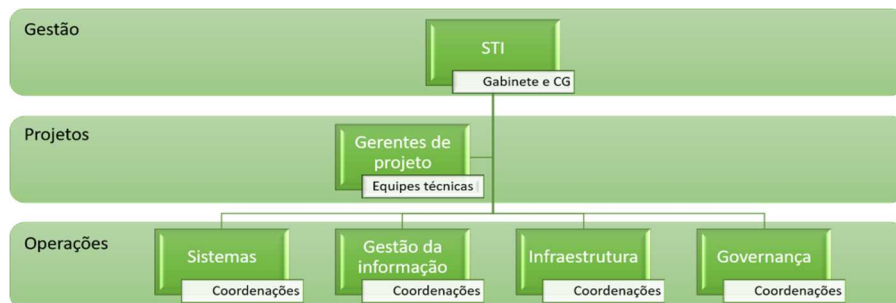 Gestão
STI
Gabinete e CG
Projetos
Gerentes de
projeto
Equipes técnicas
Operações
Sistemas
Coordenações
Gestão da
informação
Coordenações
Infraestrutura
Coordenações
Governança
Coordenações